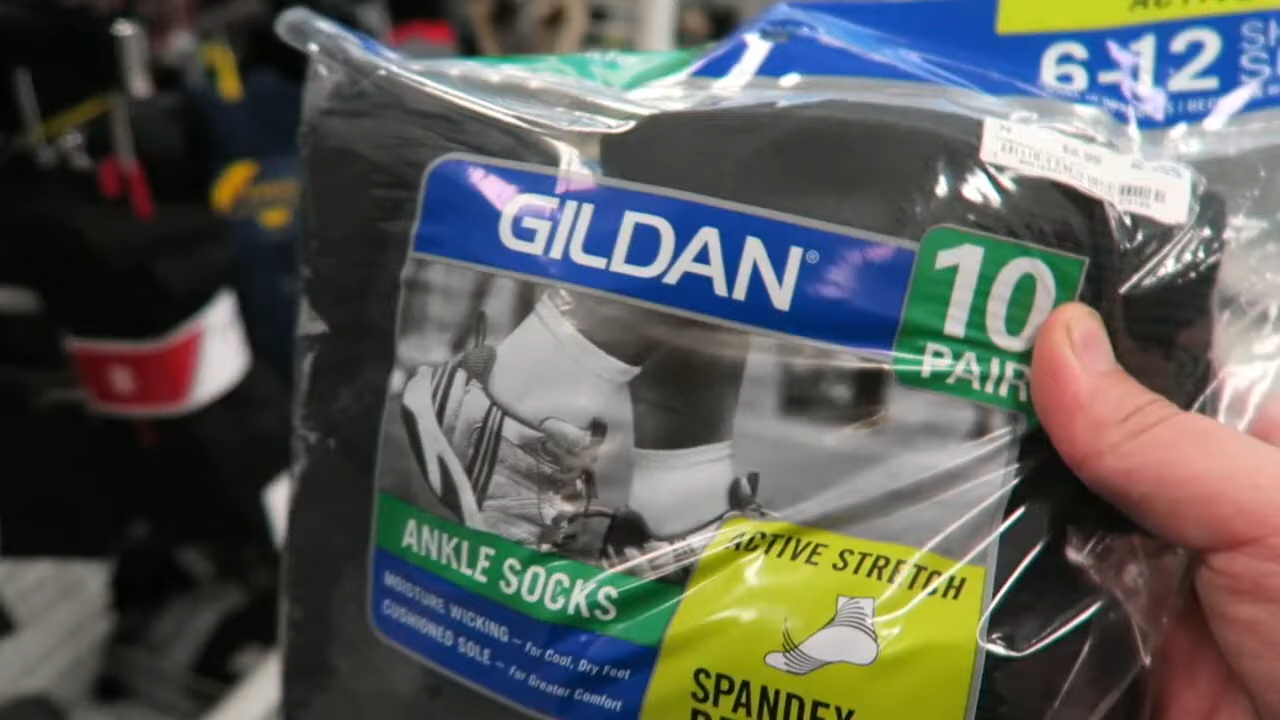 6-12
GILDAN®
10
PAIR
ANKLE SOCKS
MOISTURE WICKING – for Cool, Dry Feet
CUSHIONED SOLE – for Greater Comfort
ACTIVE STRETCH
SPANDEX